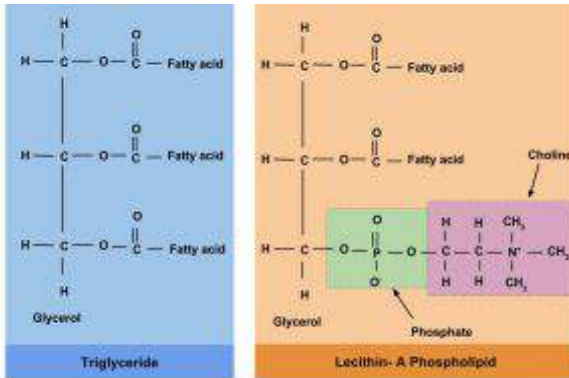 H
O
H — C — O — C — Fatty acid
O
H — C — O — C — Fatty acid
O
H — C — O — C — Fatty acid
H
Glycerol
Triglyceride
H
O
H — C — O — C — Fatty acid
O
H — C — O — C — Fatty acid
Choline
O H H CH3
H — C — O — P — O — C — C — N+ — CH3
O- H H CH3
H
Glycerol
Phosphate
Lecithin- A Phospholipid